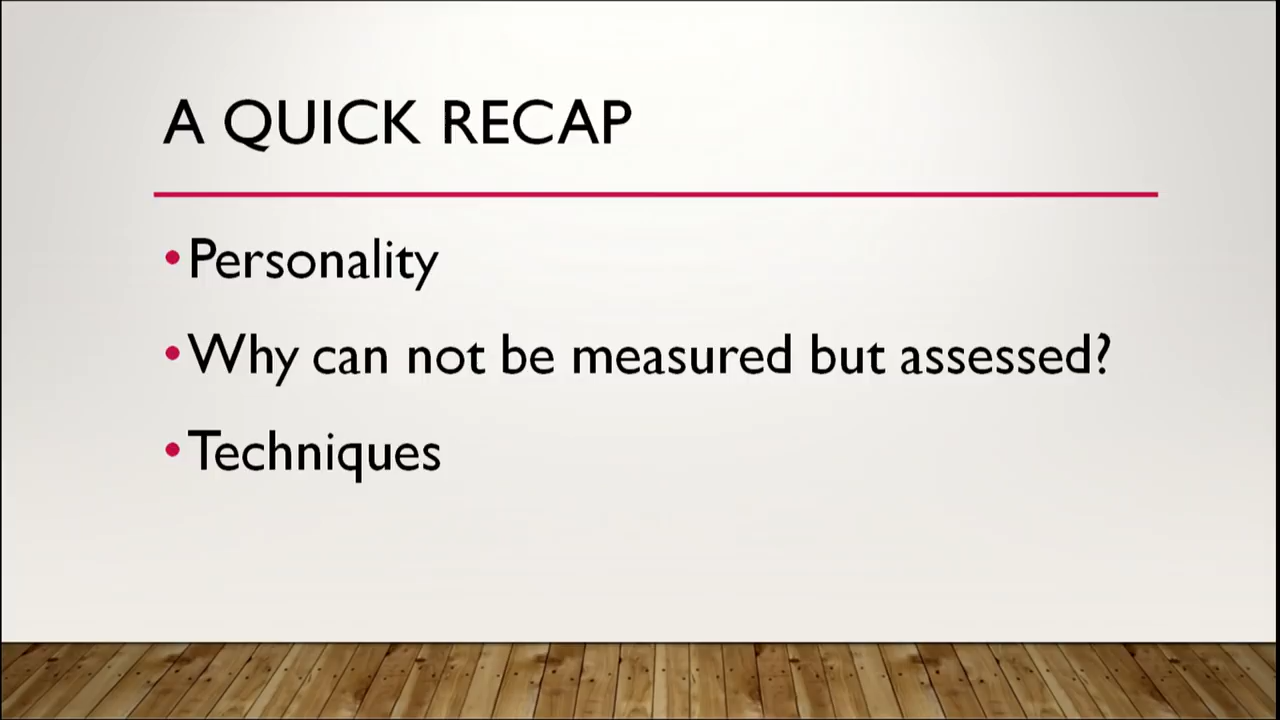 A QUICK RECAP
•Personality
•Why can not be measured but assessed?
•Techniques